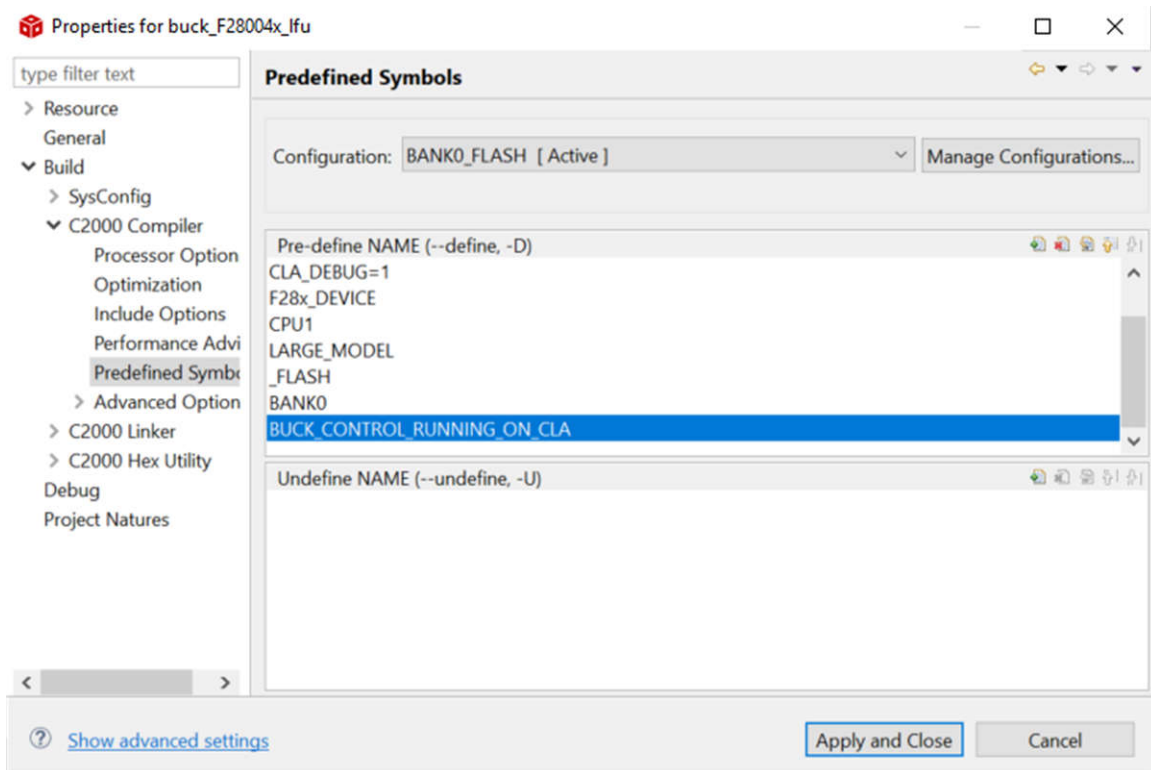 Properties for buck_F28004x_lfu
type filter text
Resource
General
Build
SysConfig
C2000 Compiler
Processor Option
Optimization
Include Options
Performance Advi
Predefined Symbo
Advanced Option
C2000 Linker
C2000 Hex Utility
Debug
Project Natures
Predefined Symbols
Configuration: BANK0_FLASH [ Active ] Manage Configurations...
Pre-define NAME (--define, -D)
CLA_DEBUG=1
F28x_DEVICE
CPU1
LARGE_MODEL
_FLASH
BANK0
BUCK_CONTROL_RUNNING_ON_CLA
Undefine NAME (--undefine, -U)
Show advanced settings
Apply and Close Cancel